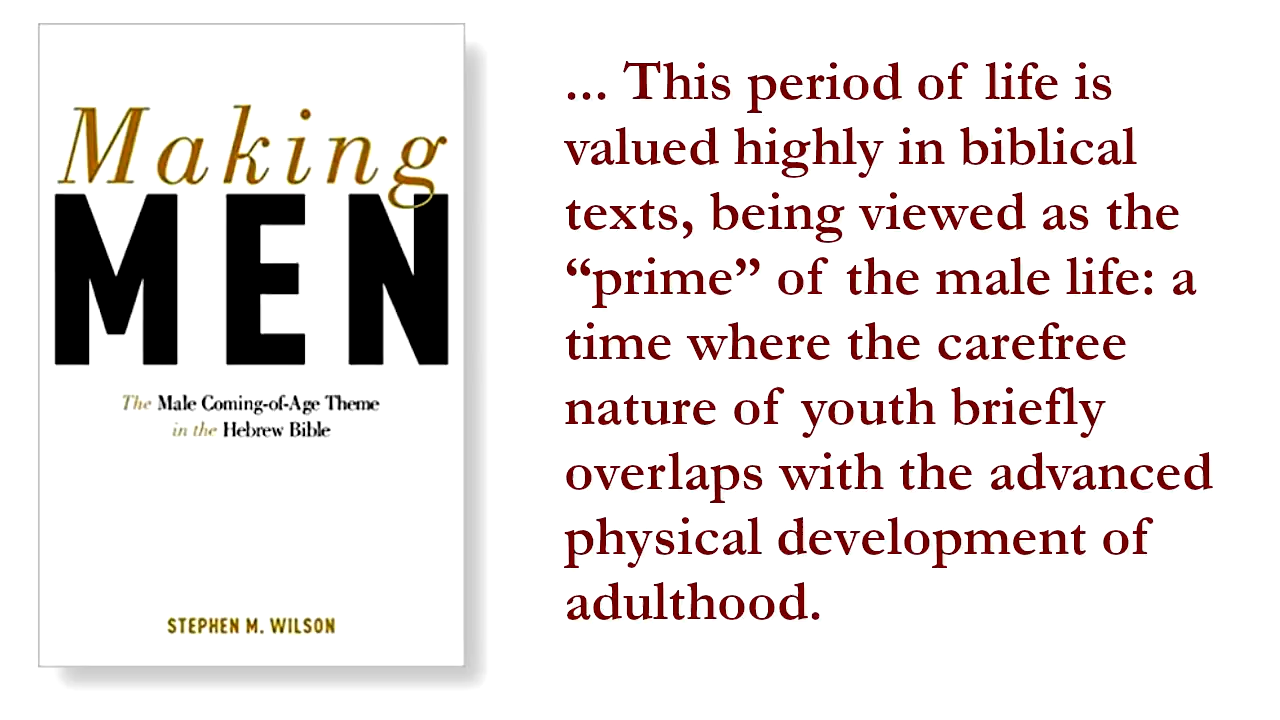 Making
MEN
The Male Coming-of-Age Theme
in the Hebrew Bible
STEPHEN M. WILSON
... This period of life is
valued highly in biblical
texts, being viewed as the
“prime” of the male life: a
time where the carefree
nature of youth briefly
overlaps with the advanced
physical development of
adulthood.